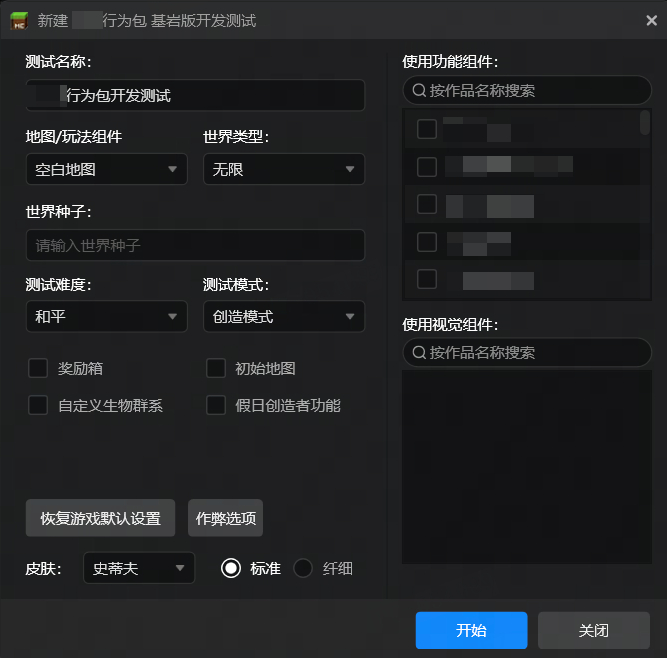 新建 行为包 基岩版开发测试
测试名称：
行为包开发测试
地图/玩法组件
世界类型：
空白地图
无限
世界种子：
请输入世界种子
测试难度：
测试模式：
和平
创造模式
奖励箱
初始地图
自定义生物群系
假日创造者功能
恢复游戏默认设置
作弊选项
皮肤：
史蒂夫
标准
纤细
使用功能组件：
按作品名称搜索
使用视觉组件：
按作品名称搜索
开始
关闭